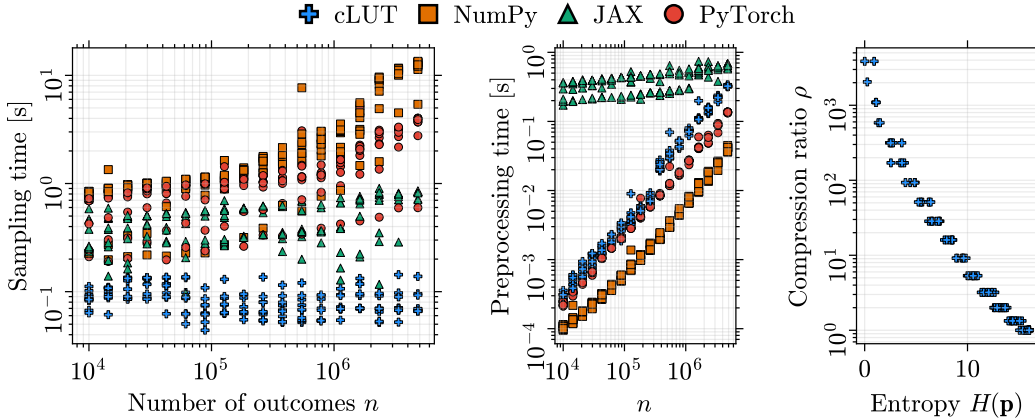 cLUT NumPy JAX PyTorch
Sampling time [s]
10^1
10^0
10^{-1}
10^4 10^5 10^6
Number of outcomes n
Preprocessing time [s]
10^0
10^{-1}
10^{-2}
10^{-3}
10^{-4}
10^4 10^5 10^6
n
Compression ratio ρ
10^3
10^2
10^1
10^0
0 10
Entropy H(p)